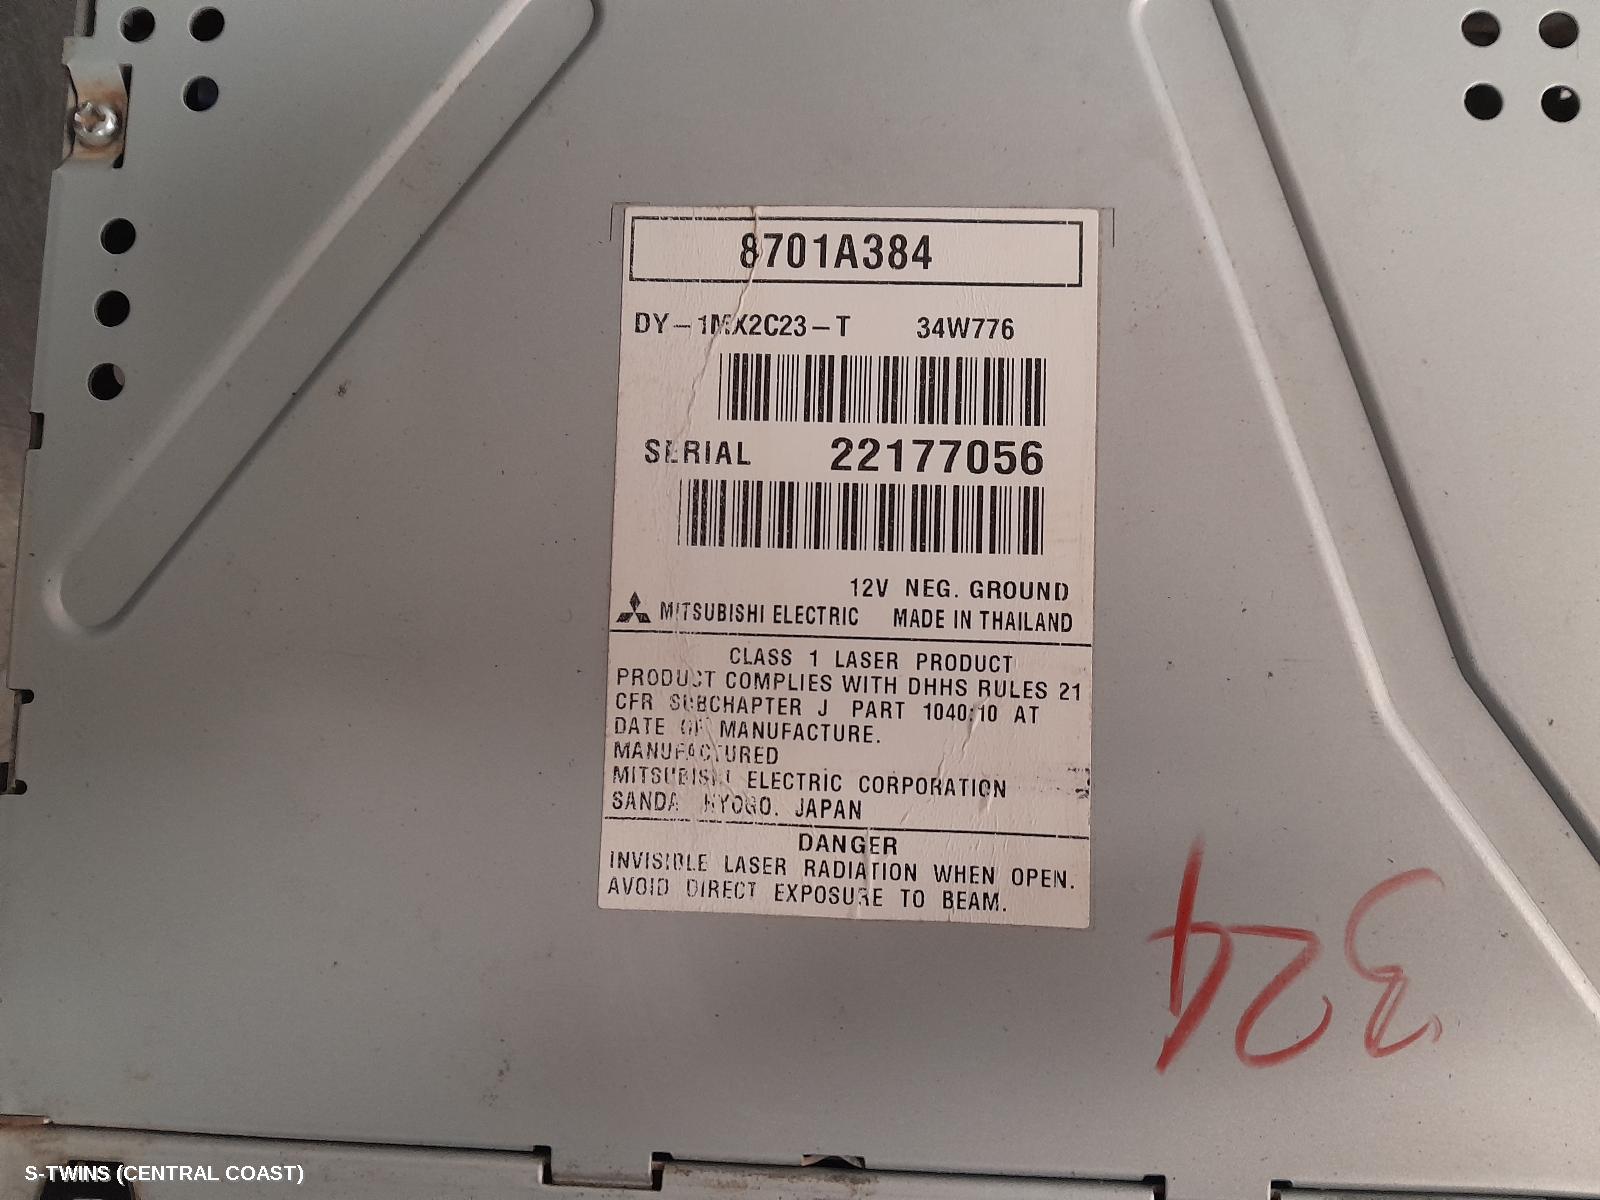 8701A384
DY-1MX2C23-T 34W776
SERIAL 22177056
12V NEG. GROUND
MITSUBISHI ELECTRIC MADE IN THAILAND
CLASS 1 LASER PRODUCT
PRODUCT COMPLIES WITH DHHS RULES 21
CFR SUBCHAPTER J PART 1040.10 AT
DATE OF MANUFACTURE.
MANUFACTURED
MITSUBISHI ELECTRIC CORPORATION
SANDA HYOGO. JAPAN
DANGER
INVISIBLE LASER RADIATION WHEN OPEN.
AVOID DIRECT EXPOSURE TO BEAM.
324
S-TWINS (CENTRAL COAST)